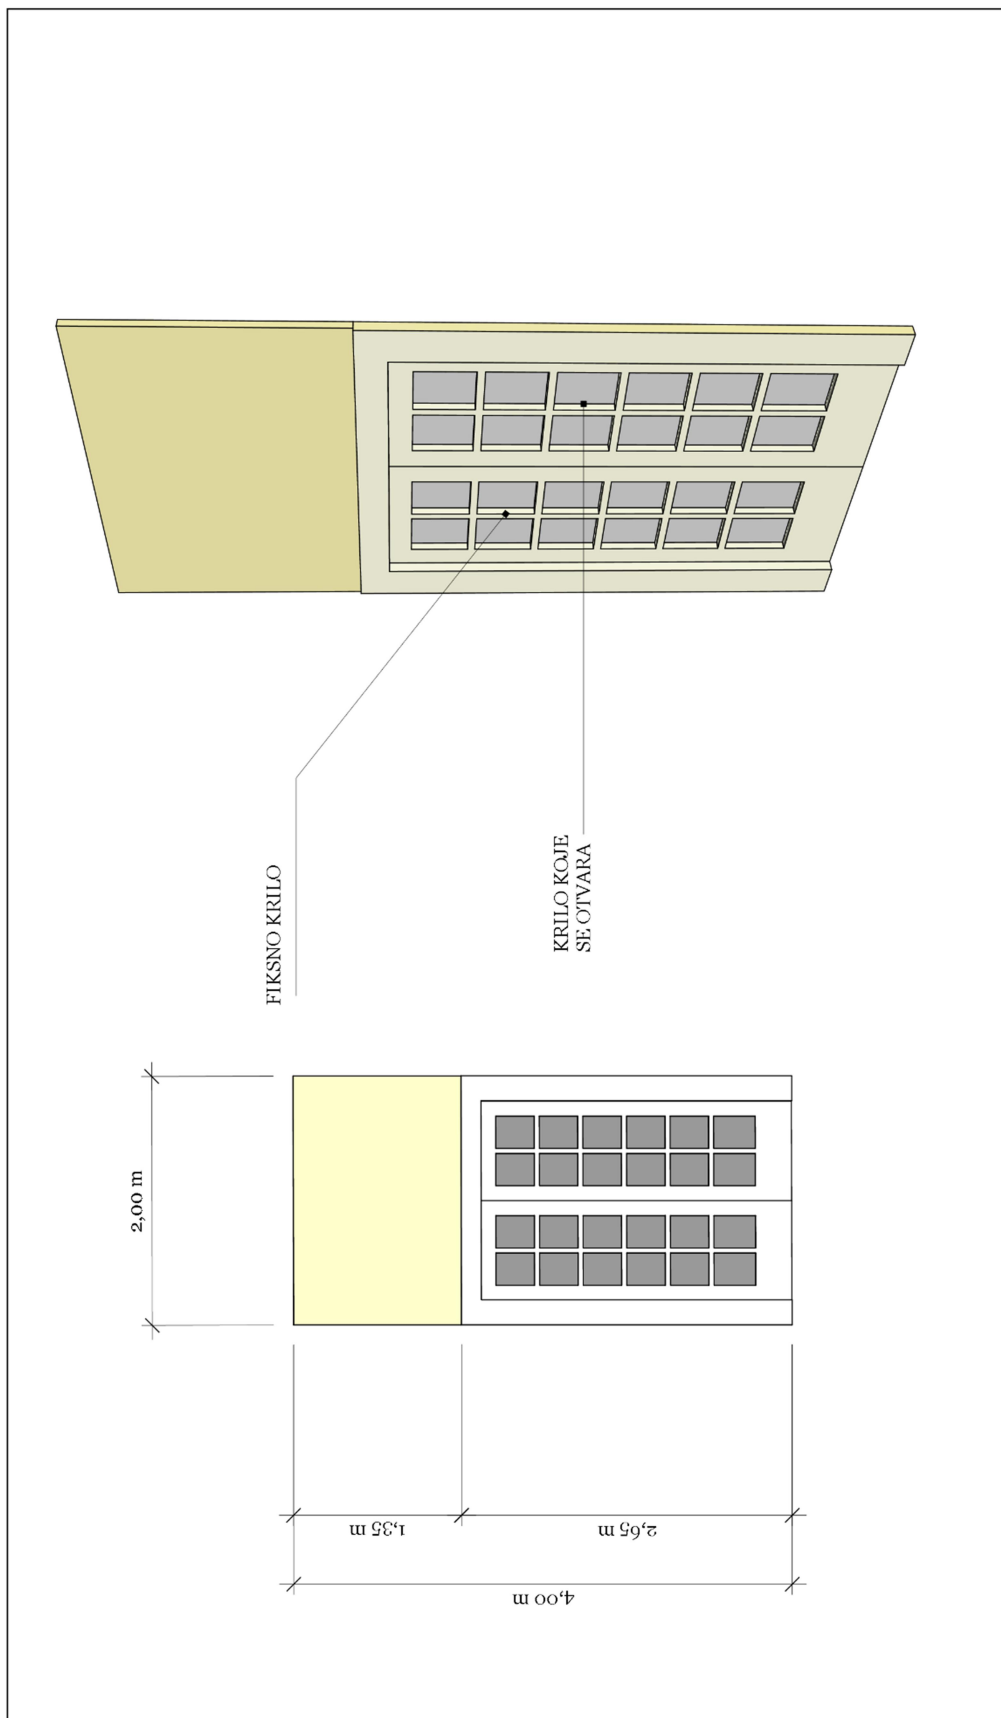 FIKSNO KRILO
KRILO KOJE
SE OTVARA
2,00 m
1,35 m
2,65 m
4,00 m